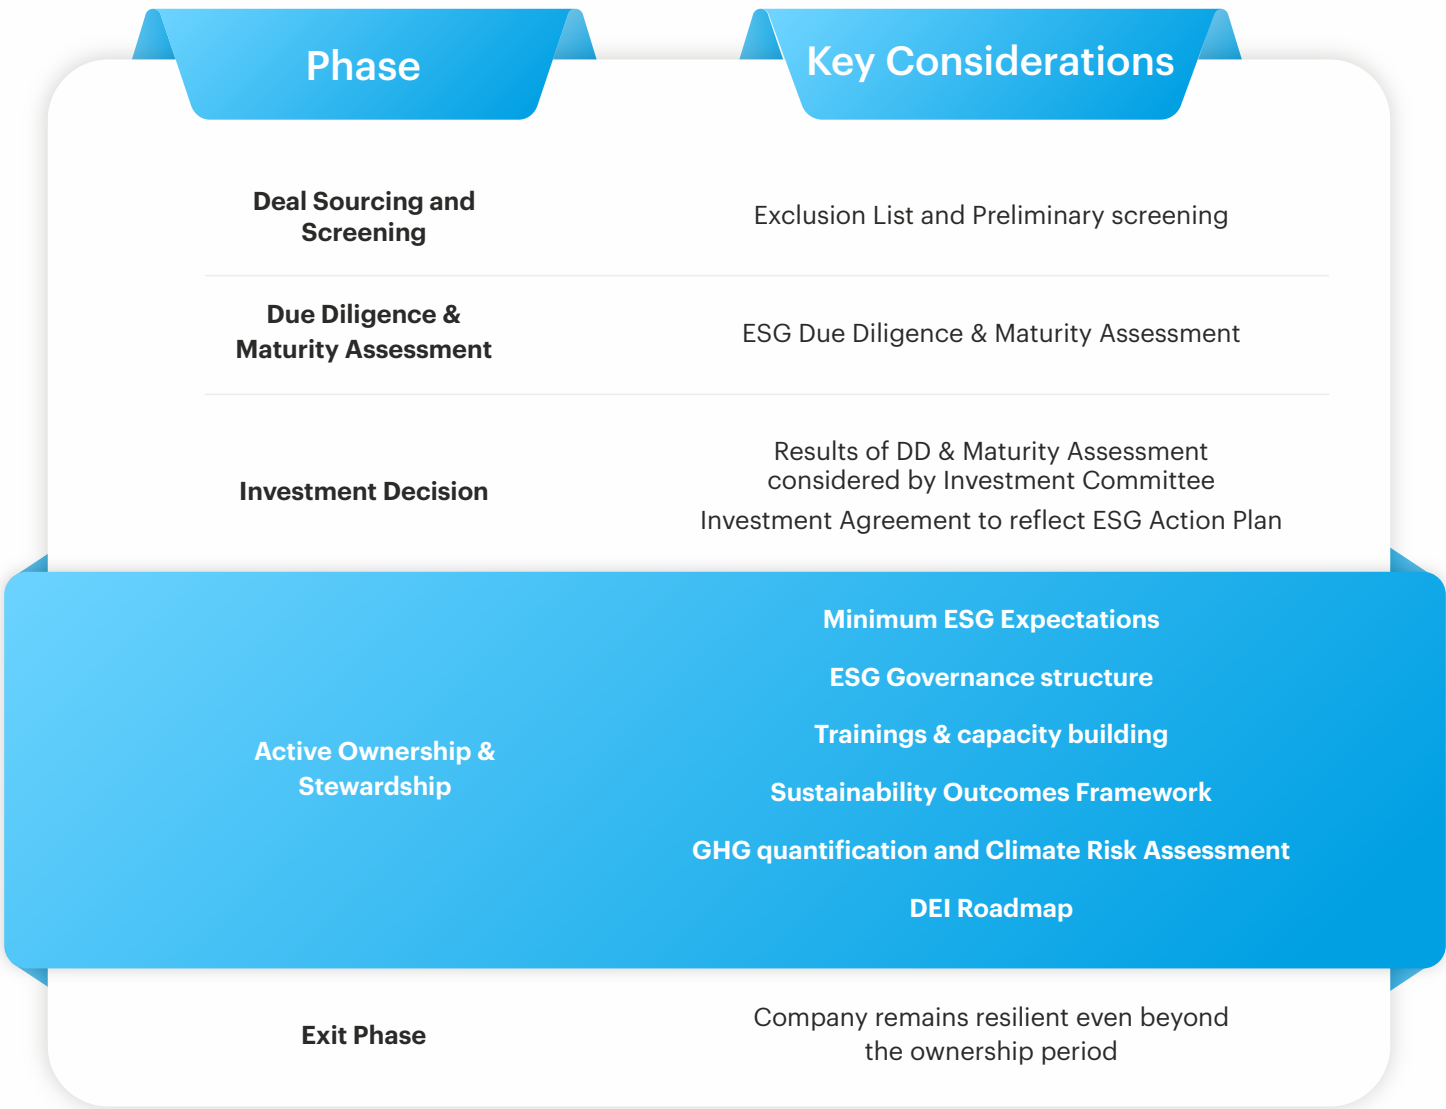 Phase
Key Considerations
Deal Sourcing and
Screening
Exclusion List and Preliminary screening
Due Diligence &
Maturity Assessment
ESG Due Diligence & Maturity Assessment
Investment Decision
Results of DD & Maturity Assessment
considered by Investment Committee
Investment Agreement to reflect ESG Action Plan
Active Ownership &
Stewardship
Minimum ESG Expectations
ESG Governance structure
Trainings & capacity building
Sustainability Outcomes Framework
GHG quantification and Climate Risk Assessment
DEI Roadmap
Exit Phase
Company remains resilient even beyond
the ownership period